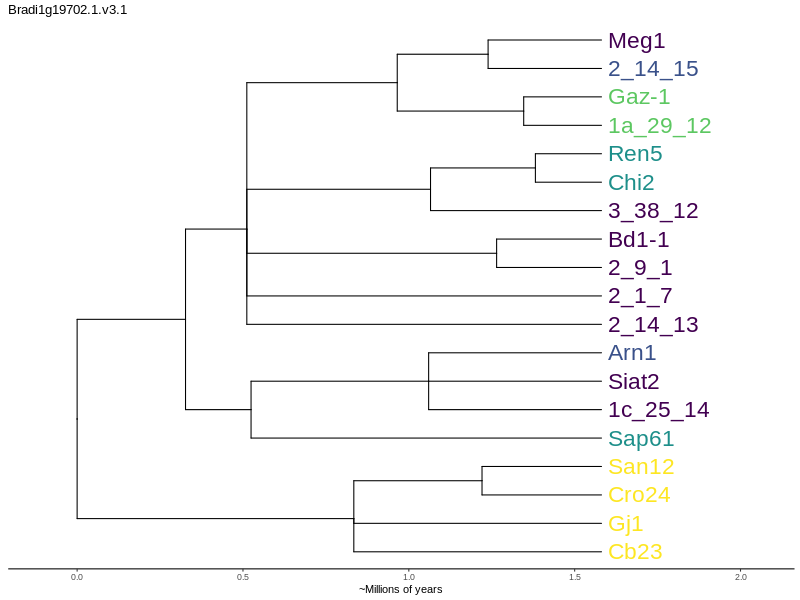 Bradi1g19702.1.v3.1
Meg1
2_14_15
Gaz-1
1a_29_12
Ren5
Chi2
3_38_12
Bd1-1
2_9_1
2_1_7
2_14_13
Arn1
Siat2
1c_25_14
Sap61
San12
Cro24
Gj1
Cb23
0.0 0.5 1.0 1.5 2.0
~Millions of years